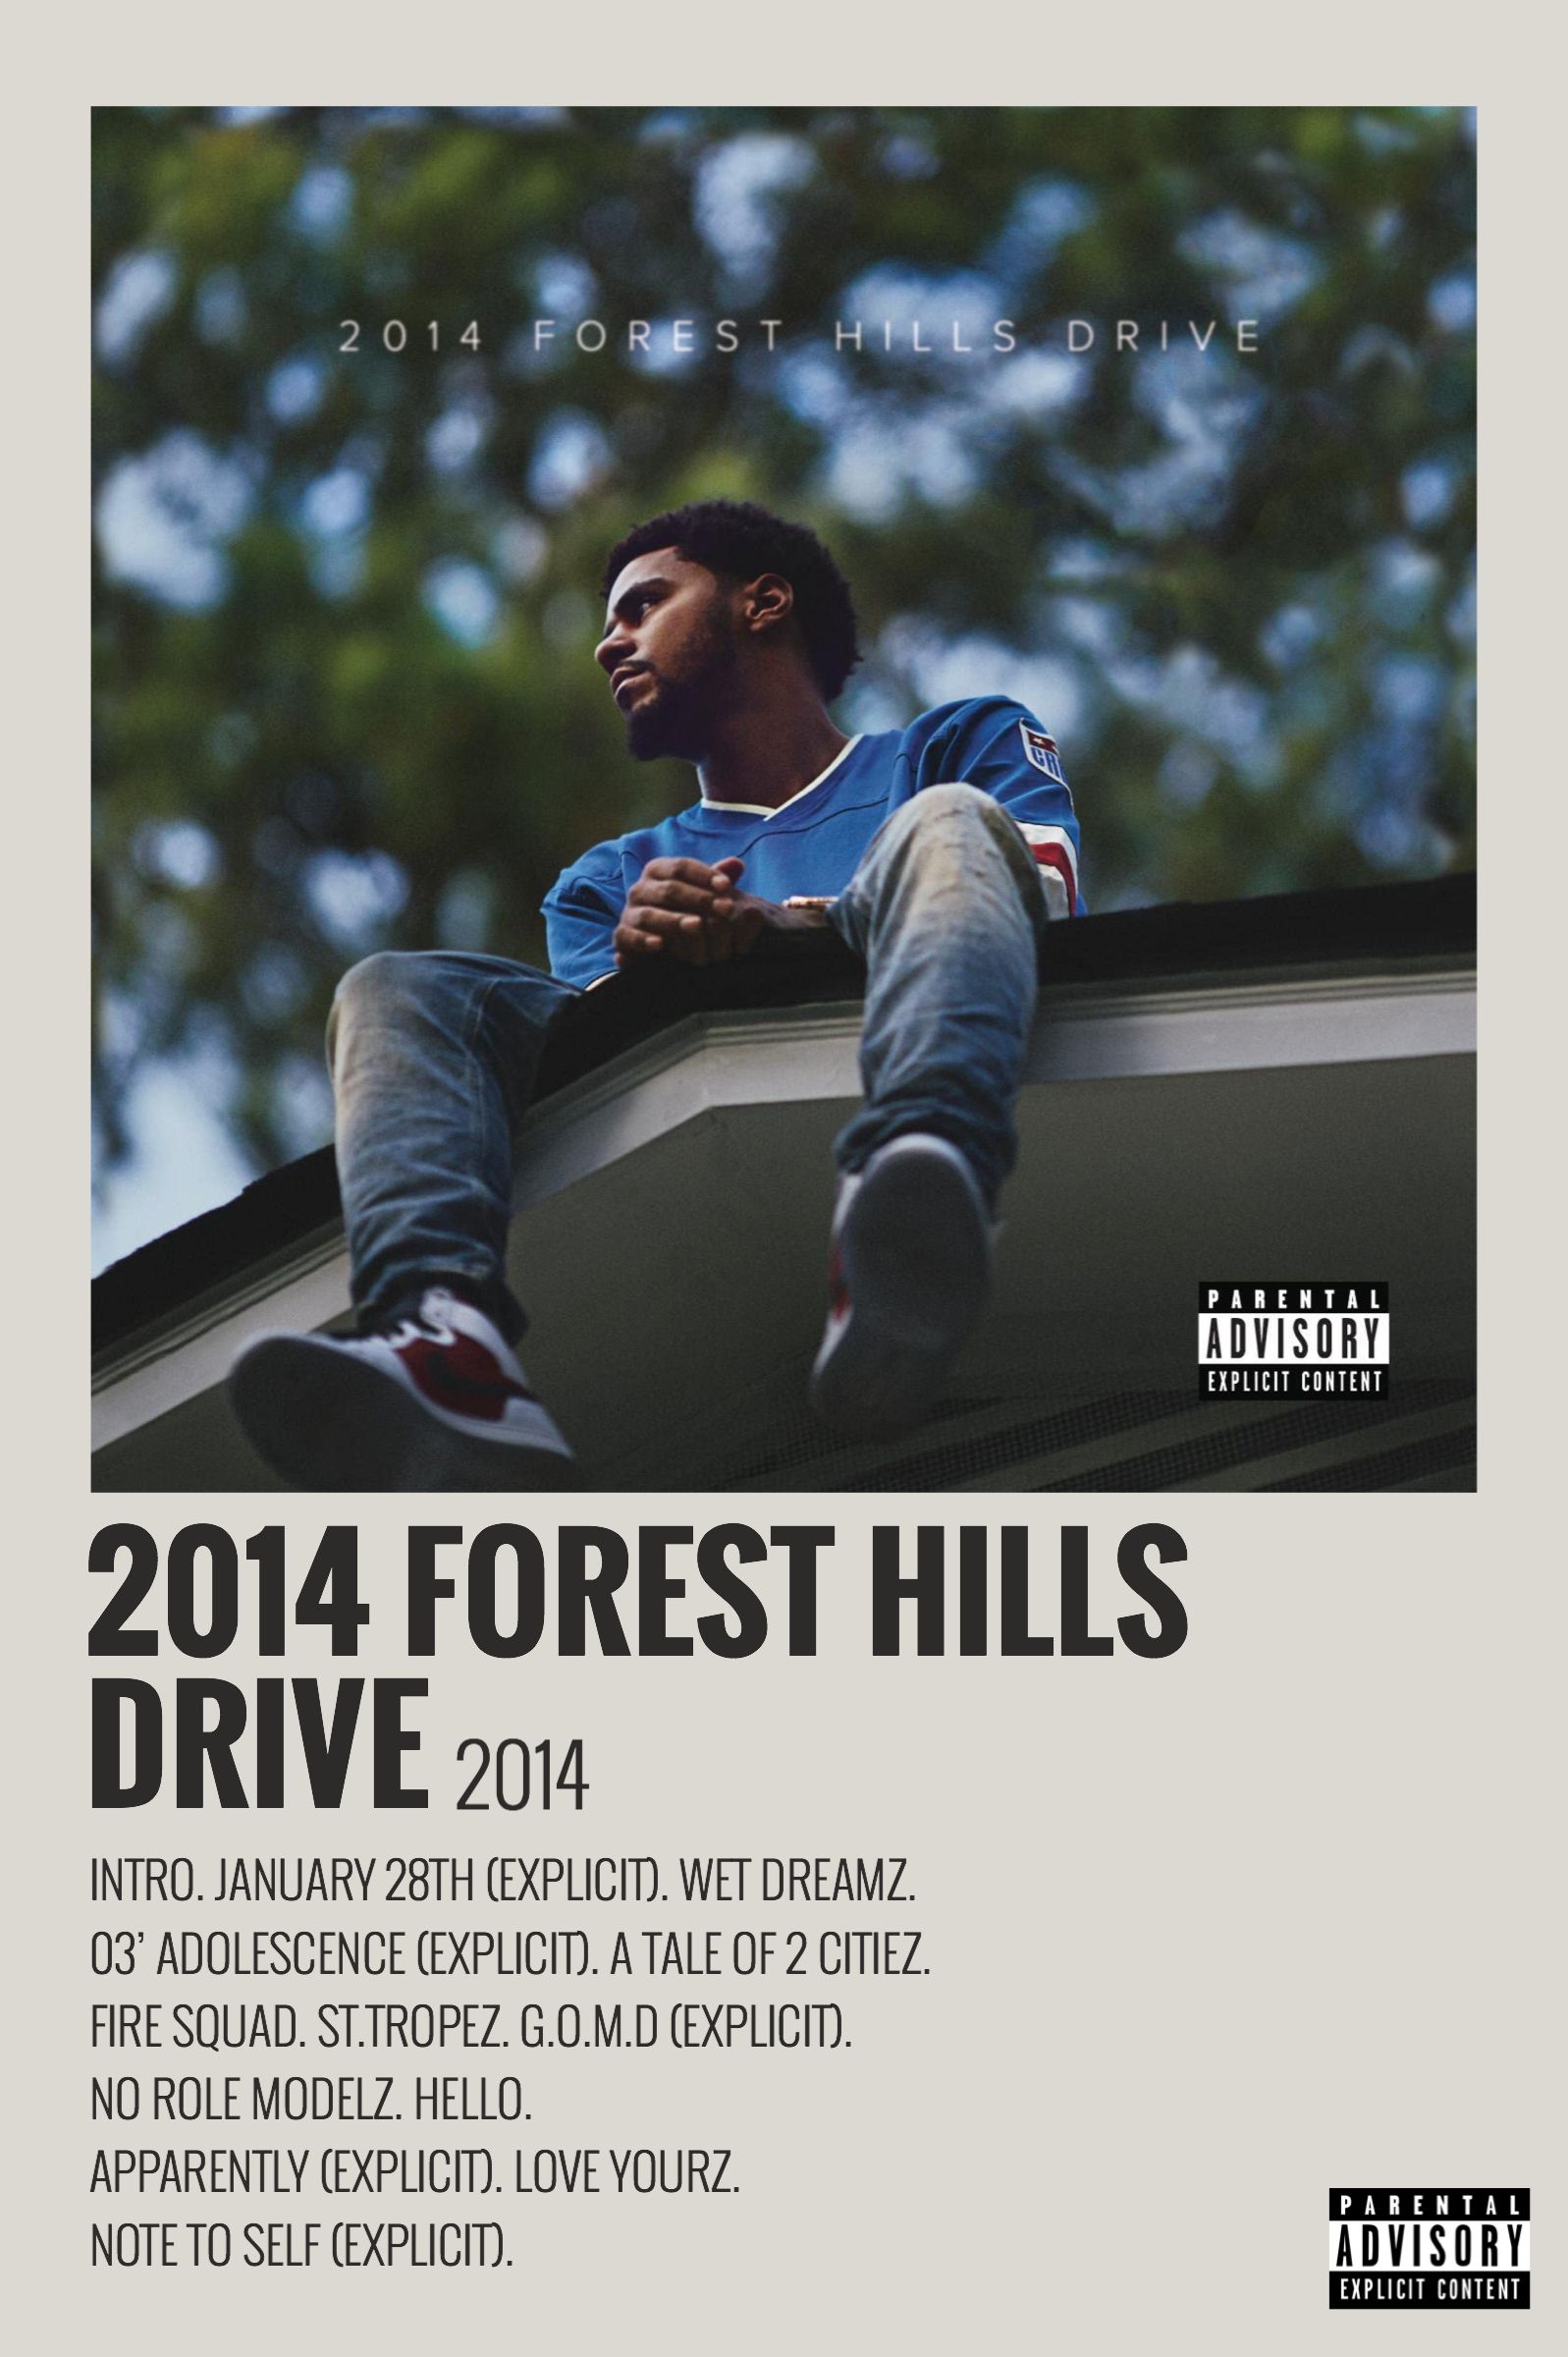 2014 FOREST HILLS DRIVE
CR
PARENTAL
ADVISORY
EXPLICIT CONTENT
2014 FOREST HILLS
DRIVE 2014
INTRO. JANUARY 28TH (EXPLICIT). WET DREAMZ.
03’ ADOLESCENCE (EXPLICIT). A TALE OF 2 CITIEZ.
FIRE SQUAD. ST.TROPEZ. G.O.M.D (EXPLICIT).
NO ROLE MODELZ. HELLO.
APPARENTLY (EXPLICIT). LOVE YOURZ.
NOTE TO SELF (EXPLICIT).
PARENTAL
ADVISORY
EXPLICIT CONTENT